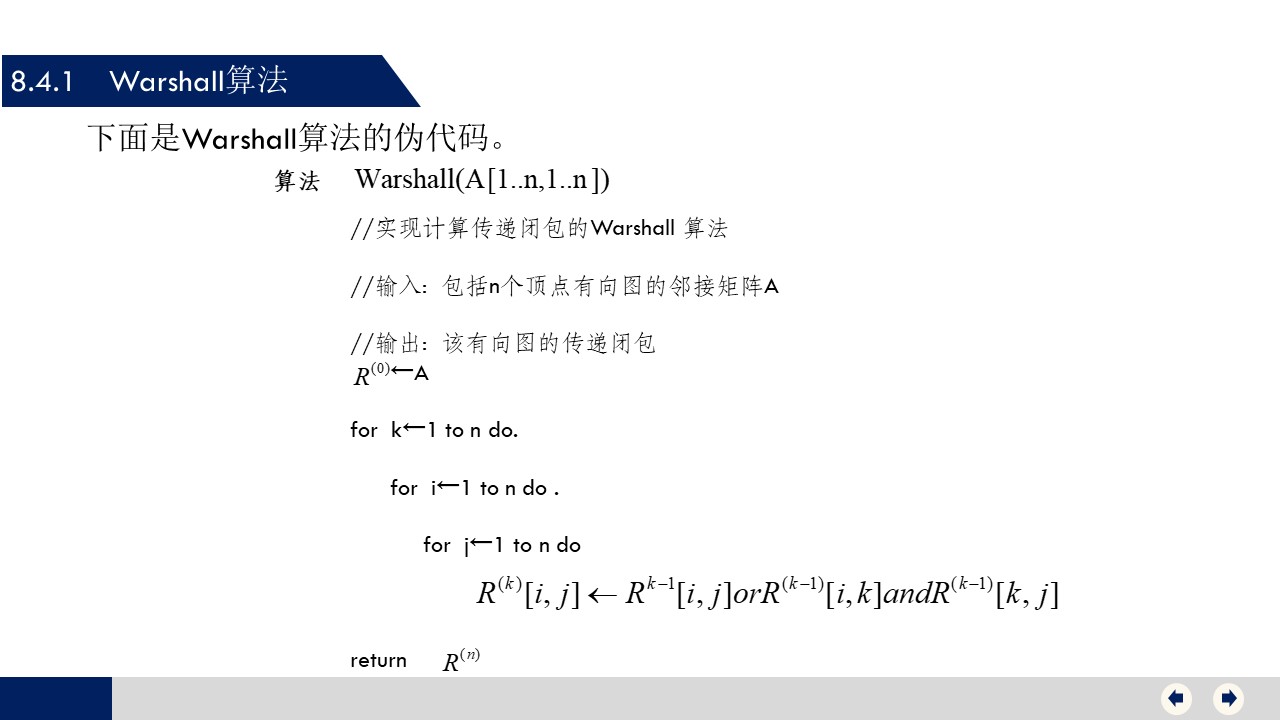 8.4.1 Warshall算法
下面是Warshall算法的伪代码。
算法 Warshall(A[1..n,1..n])
//实现计算传递闭包的Warshall 算法
//输入：包括n个顶点有向图的邻接矩阵A
//输出：该有向图的传递闭包
R^(0)←A
for k←1 to n do.
for i←1 to n do .
for j←1 to n do
R^(k)[i, j] ← R^k−1[i, j]orR^(k−1)[i, k]andR^(k−1)[k, j]
return R^(n)